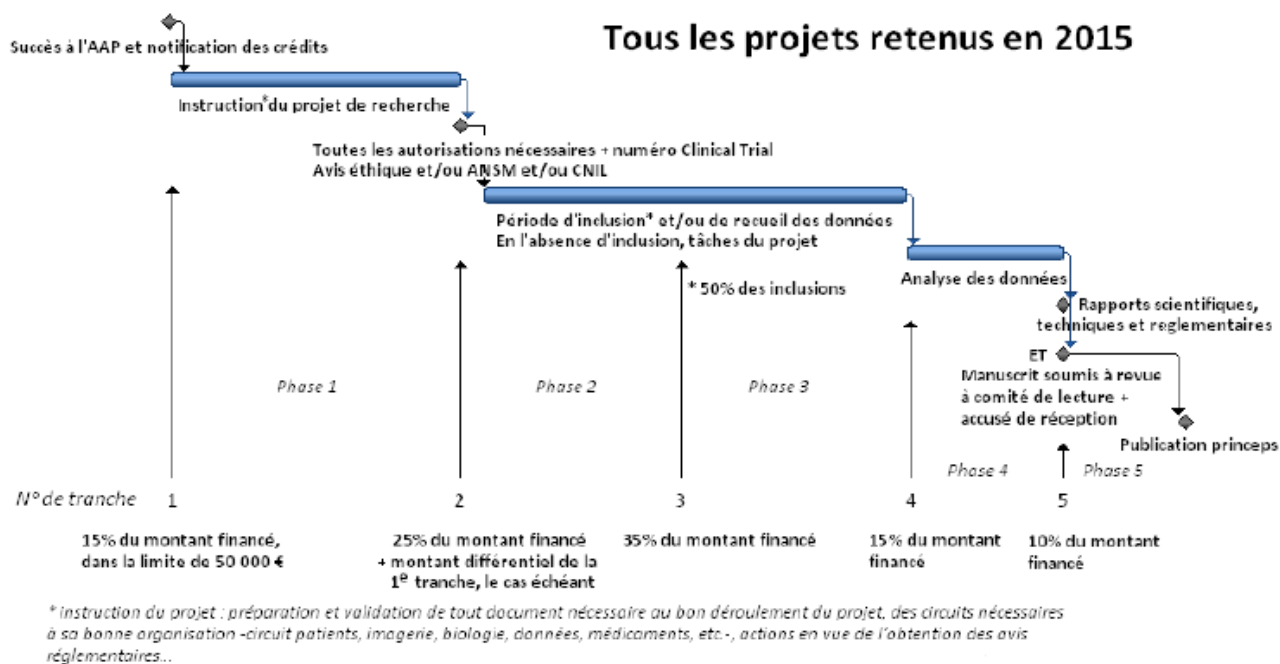 Tous les projets retenus en 2015
Succès à l'AAP et notification des crédits
Instruction*du projet de recherche
Toutes les autorisations nécessaires + numéro Clinical Trial
Avis éthique et/ou ANSM et/ou CNIL
Période d'inclusion* et/ou de recueil des données
En l'absence d'inclusion, tâches du projet
* 50% des inclusions
Analyse des données
Rapports scientifiques,
techniques et reglementaires
ET
Manuscrit soumis à revue
à comité de lecture +
accusé de réception
Publication princeps
Phase 1
Phase 2
Phase 3
Phase 4
Phase 5
N° de tranche
1
2
3
4
5
15% du montant financé,
dans la limite de 50 000 €
25% du montant financé
+ montant différentiel de la
1e tranche, le cas échéant
35% du montant financé
15% du montant
financé
10% du montant
financé
* instruction du projet : préparation et validation de tout document nécessaire au bon déroulement du projet, des circuits nécessaires
à sa bonne organisation -circuit patients, imagerie, biologie, données, médicaments, etc.-, actions en vue de l'obtention des avis
réglementaires...